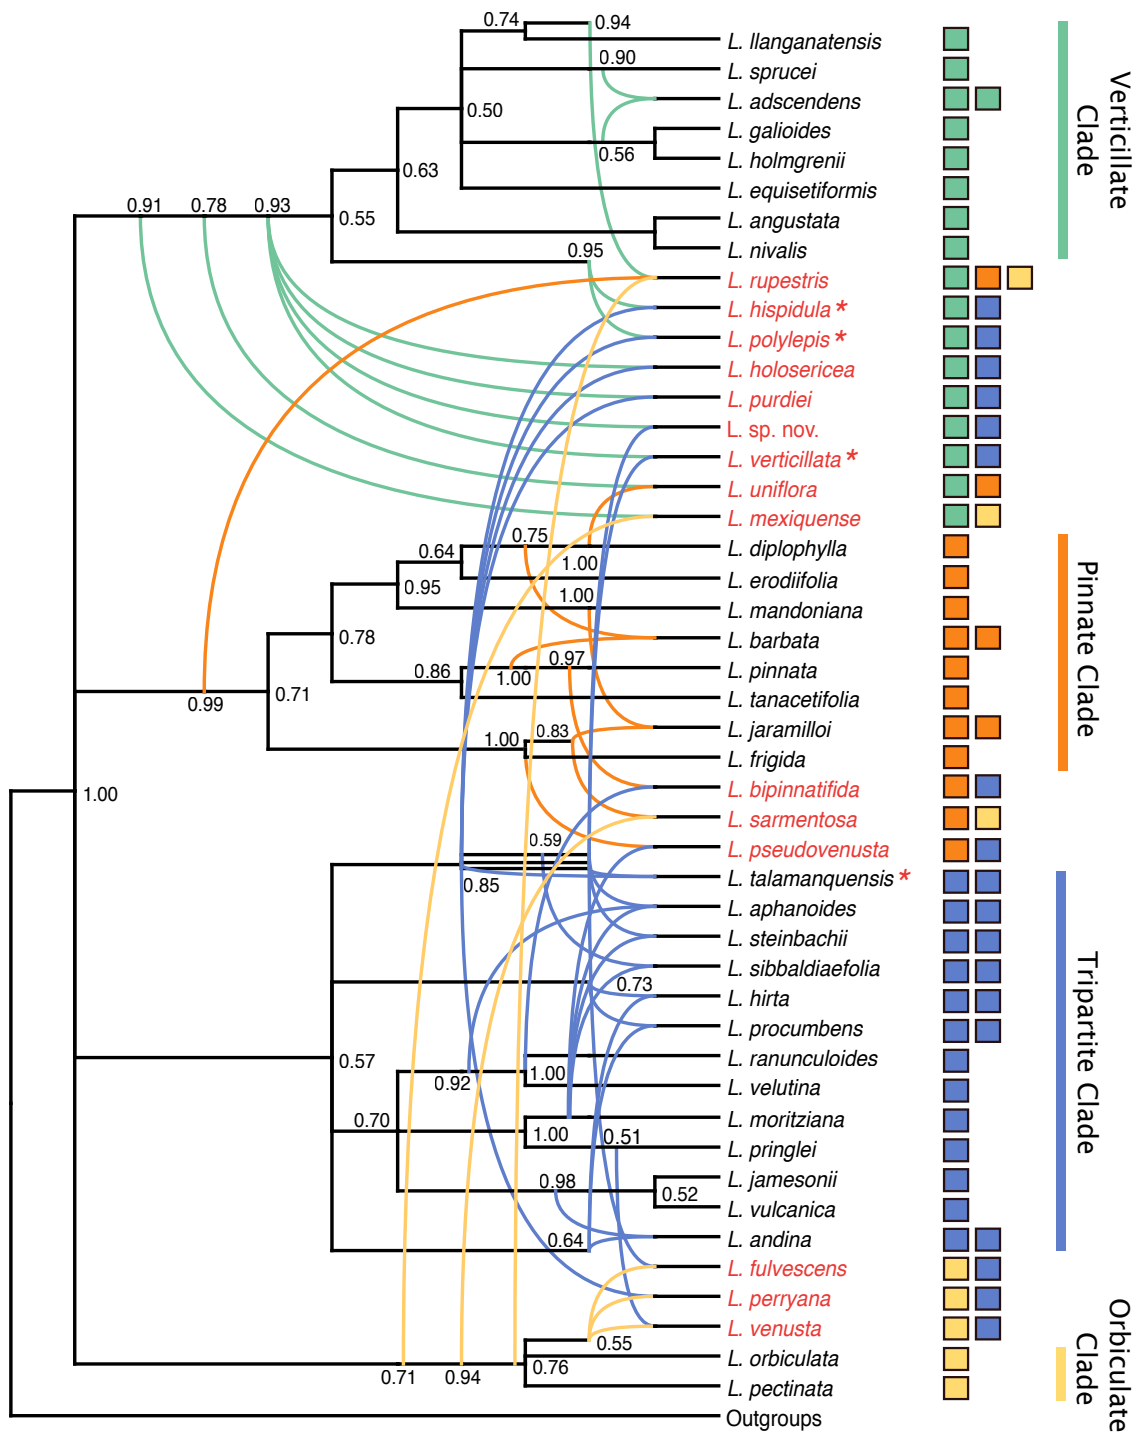 0.74
0.94
L. llanganatensis
0.90
L. sprucei
L. adscendens
0.50
L. galioides
0.56
L. holmgrenii
0.63
L. equisetiformis
0.91
0.78
0.93
0.55
L. angustata
L. nivalis
0.95
Verticillate
Clade
L. rupestris
L. hispidula *
L. polylepis *
L. holosericea
L. purdiei
L. sp. nov.
L. verticillata *
L. uniflora
L. mexiquense
0.75
L. diplophylla
0.64
1.00
L. erodiifolia
0.95
1.00
L. mandoniana
0.78
L. barbata
0.97
0.86
1.00
L. pinnata
0.71
0.99
L. tanacetifolia
0.83
1.00
L. jaramilloi
L. frigida
Pinnate Clade
L. bipinnatifida
1.00
L. sarmentosa
0.59
L. pseudovenusta
0.85
L. talamanquensis *
L. aphanoides
L. steinbachii
L. sibbaldiaefolia
0.73
L. hirta
L. procumbens
0.57
L. ranunculoides
0.92
1.00
L. velutina
0.70
L. moritziana
1.00
0.51
L. pringlei
0.98
L. jamesonii
0.52
L. vulcanica
0.64
L. andina
Tripartite Clade
L. fulvescens
L. perryana
L. venusta
0.55
L. orbiculata
0.71
0.94
0.76
L. pectinata
Orbiculate
Clade
Outgroups